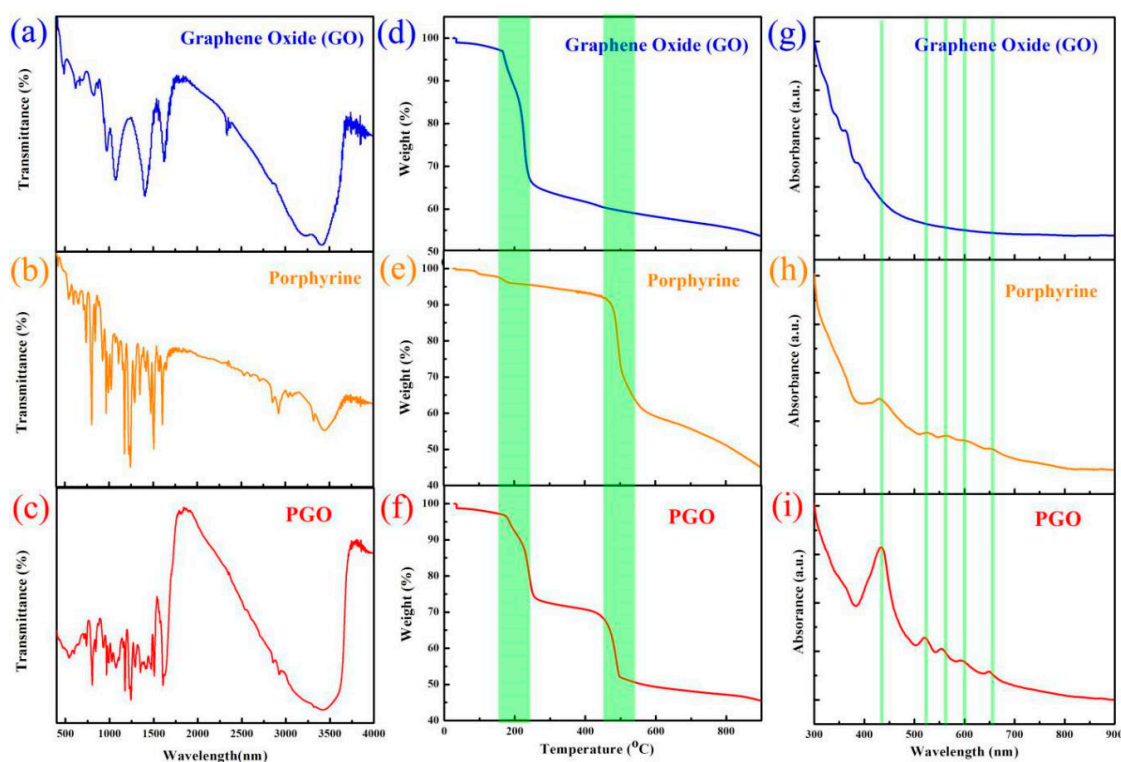 (a)
Graphene Oxide (GO)
Transmittance (%)
(b)
Porphyrine
Transmittance (%)
(c)
PGO
Transmittance (%)
500 1000 1500 2000 2500 3000 3500 4000
Wavelength(nm)
(d)
Graphene Oxide (GO)
Weight (%)
100
90
80
70
60
50
(e)
Porphyrine
Weight (%)
100
90
80
70
60
50
40
(f)
PGO
Weight (%)
100
90
80
70
60
50
40
0 200 400 600 800
Temperature (°C)
(g)
Graphene Oxide (GO)
Absorbance (a.u.)
(h)
Porphyrine
Absorbance (a.u.)
(i)
PGO
Absorance (a.u.)
300 400 500 600 700 800 900
Wavelength (nm)